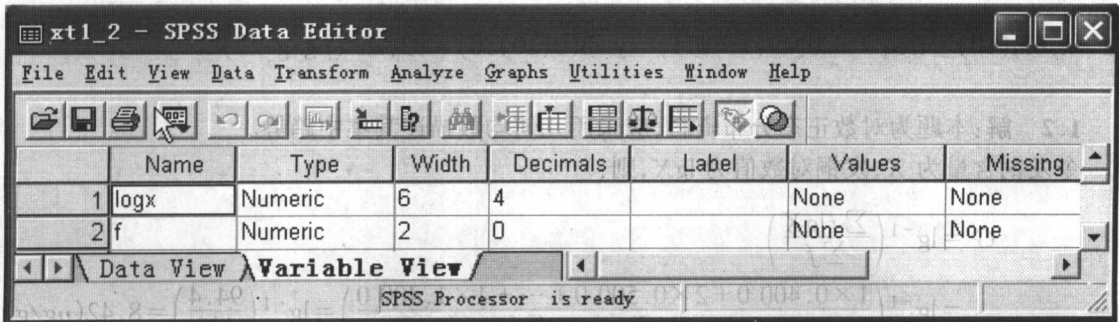 xt1_2 - SPSS Data Editor
File Edit View Data Transform Analyze Graphs Utilities Window Help
Name Type Width Decimals Label Values Missing
1 logx Numeric 6 4 None None
2 f Numeric 2 0 None None
Data View Variable View
SPSS Processor is ready